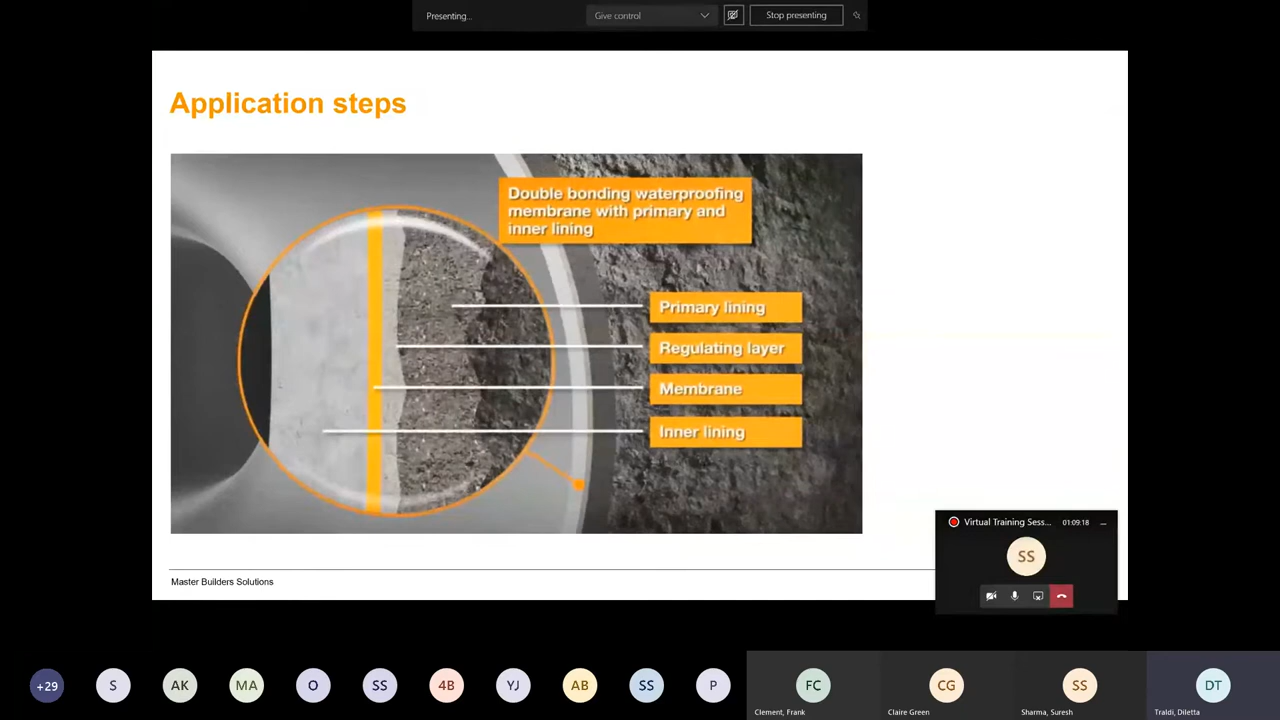 Presenting...
Give control
Stop presenting
Application steps
Double bonding waterproofing
membrane with primary and
inner lining
Primary lining
Regulating layer
Membrane
Inner lining
Master Builders Solutions
Virtual Training Sess...
01:09.18
SS
+29
S
AK
MA
O
SS
4B
YJ
AB
SS
P
FC
CG
SS
DT
Clement, Frank
Claire Green
Sharma, Suresh
Traldi, Diletta